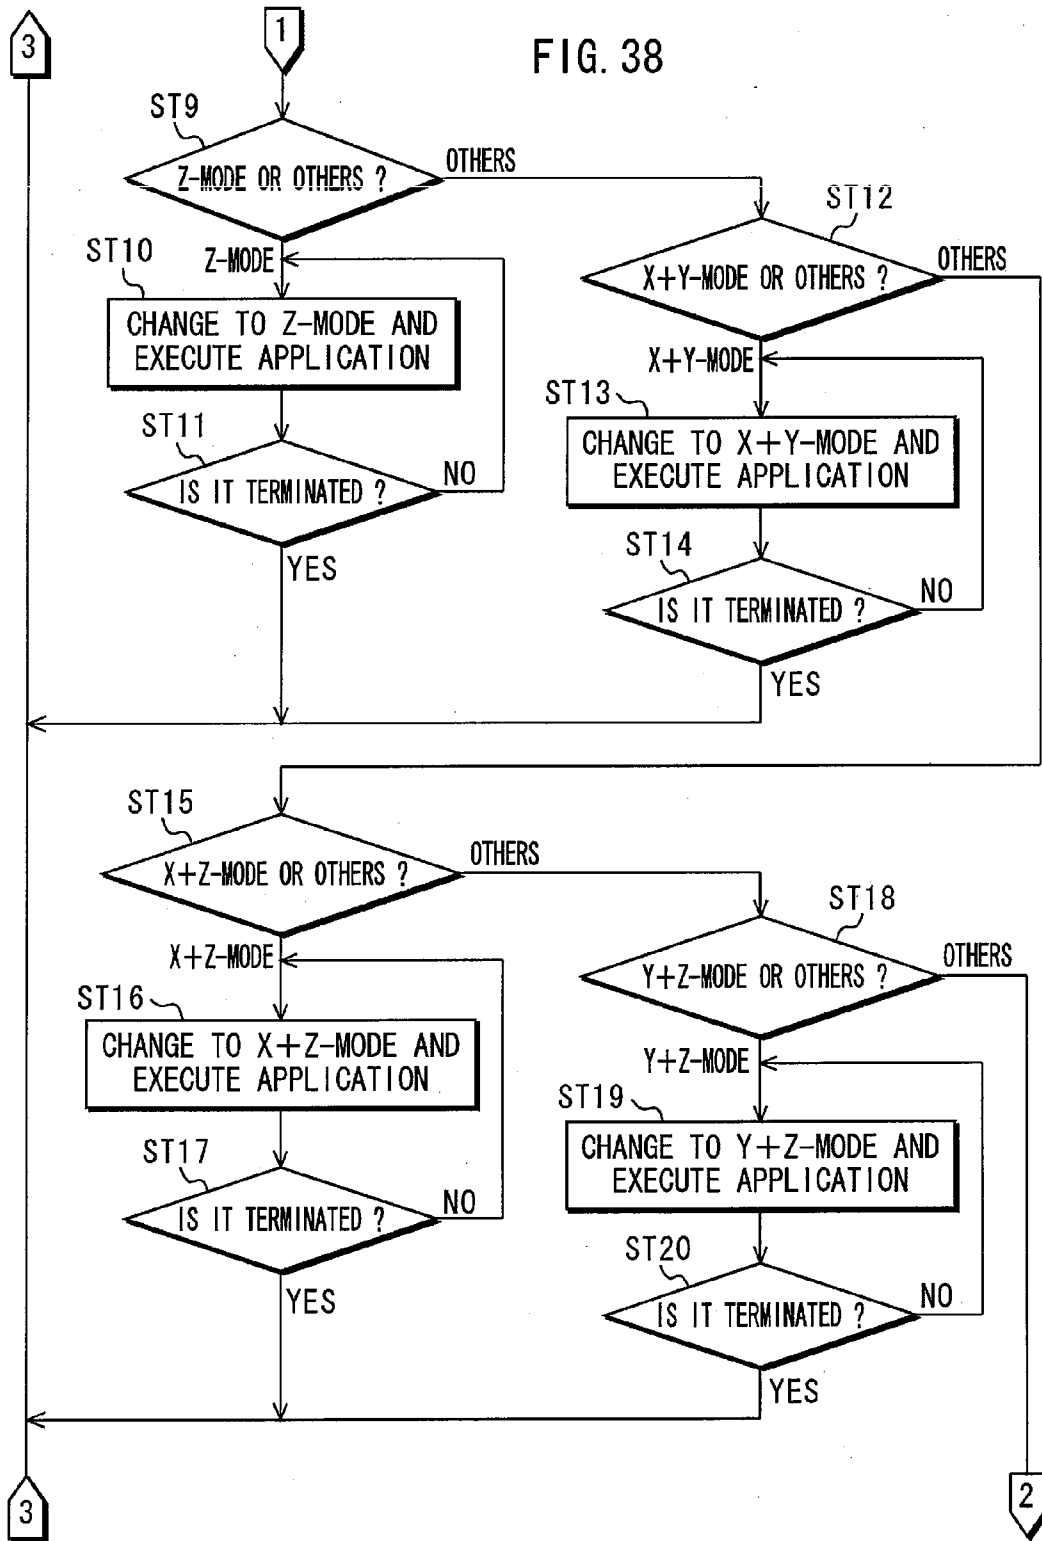 3
1
FIG. 38
ST9
Z-MODE OR OTHERS ?
OTHERS
ST12
X+Y-MODE OR OTHERS ?
OTHERS
ST10
Z-MODE
CHANGE TO Z-MODE AND
EXECUTE APPLICATION
X+Y-MODE
ST13
CHANGE TO X+Y-MODE AND
EXECUTE APPLICATION
ST11
IS IT TERMINATED ?
NO
YES
ST14
IS IT TERMINATED ?
NO
YES
ST15
X+Z-MODE OR OTHERS ?
OTHERS
ST18
Y+Z-MODE OR OTHERS ?
OTHERS
X+Z-MODE
ST16
CHANGE TO X+Z-MODE AND
EXECUTE APPLICATION
Y+Z-MODE
ST19
CHANGE TO Y+Z-MODE AND
EXECUTE APPLICATION
ST17
IS IT TERMINATED ?
NO
YES
ST20
IS IT TERMINATED ?
NO
YES
3
2